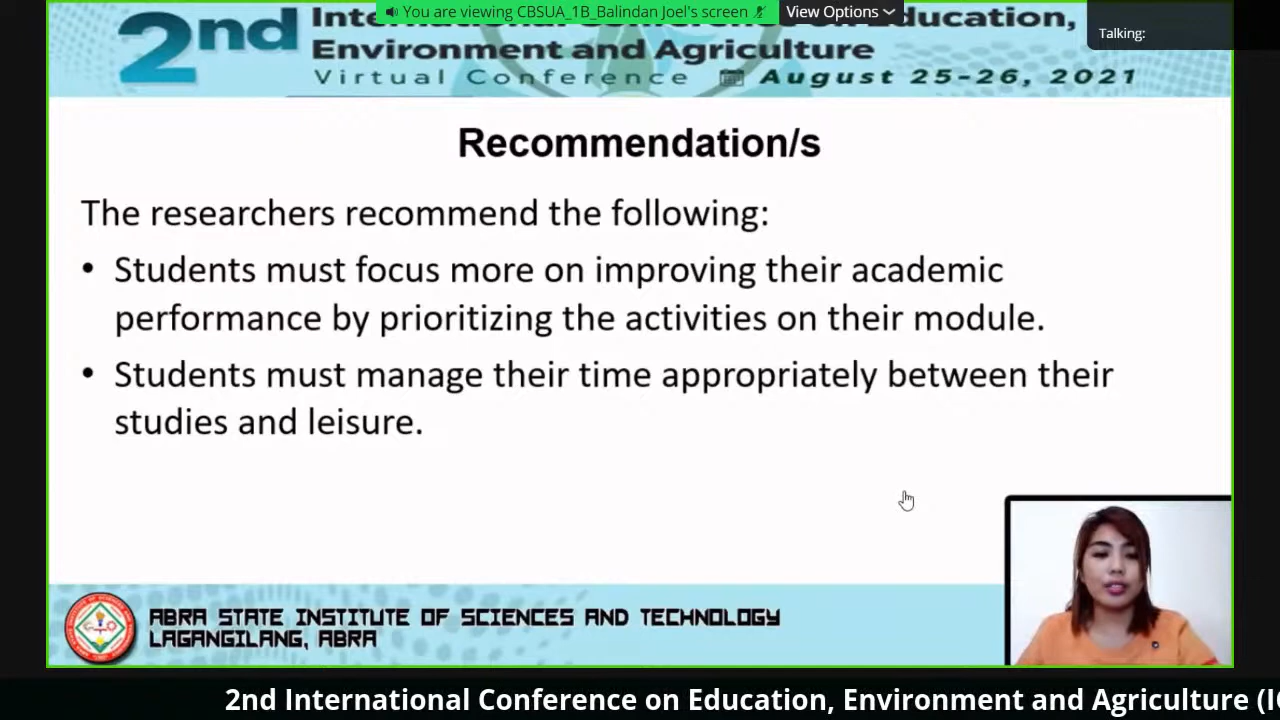 You are viewing CBSUA_1B_Balindan Joel's screen
View Options
Talking:
2nd
Environment and Agriculture
Virtual Conference
August 25-26, 2021
Recommendation/s
The researchers recommend the following:
• Students must focus more on improving their academic
performance by prioritizing the activities on their module.
• Students must manage their time appropriately between their
studies and leisure.
ABRA STATE INSTITUTE OF SCIENCES AND TECHNOLOGY
LAGANGILANG, ABRA
2nd International Conference on Education, Environment and Agriculture (I